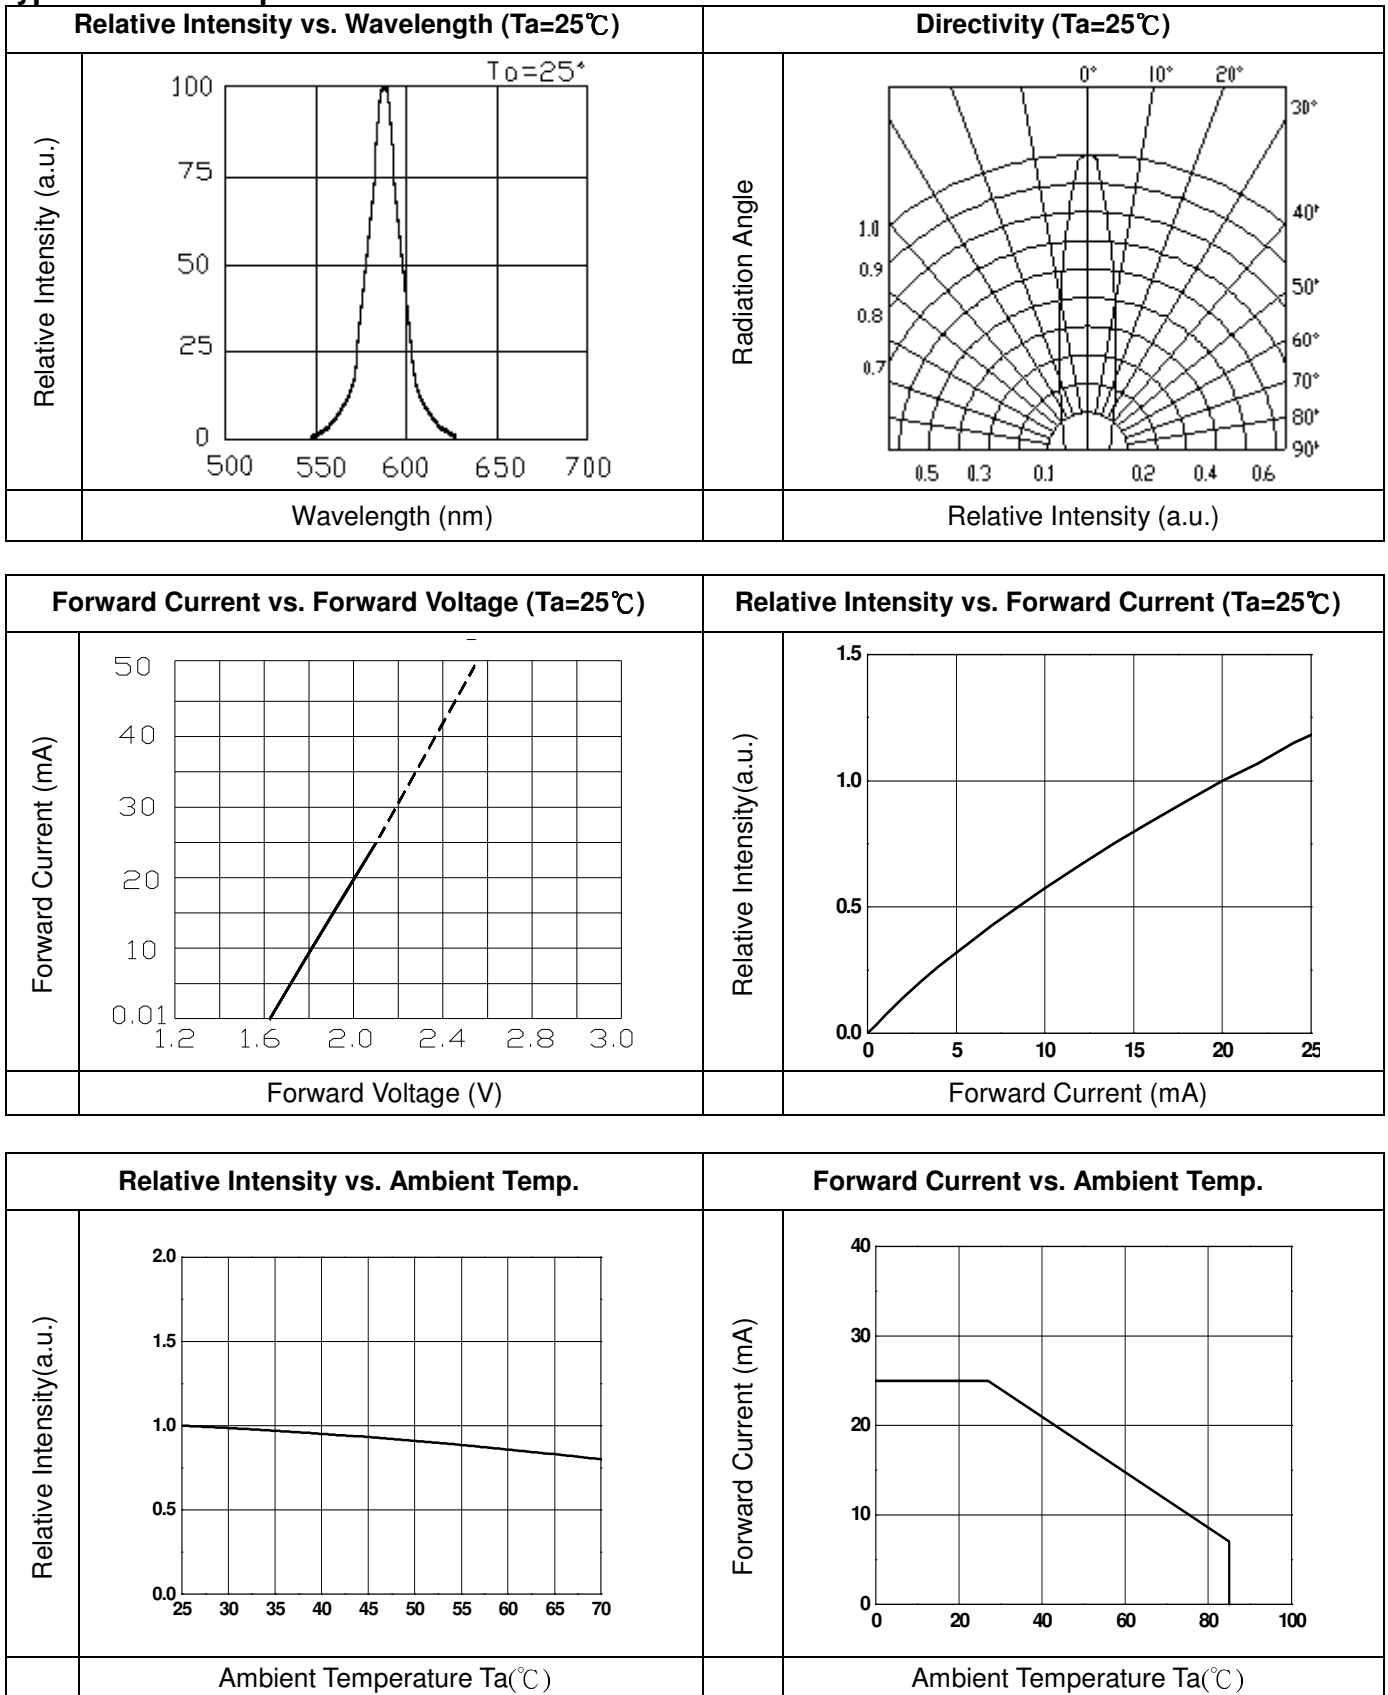 Relative Intensity vs. Wavelength (Ta=25℃)
Directivity (Ta=25℃)
Relative Intensity (a.u.)
Ta=25°
100
75
50
25
0
500 550 600 650 700
Wavelength (nm)
Radiation Angle
0° 10° 20°
30°
40°
50°
60°
70°
80°
90°
1.0
0.9
0.8
0.7
0.5 0.3 0.1 0.2 0.4 0.6
Relative Intensity (a.u.)
Forward Current vs. Forward Voltage (Ta=25℃)
Relative Intensity vs. Forward Current (Ta=25℃)
Forward Current (mA)
50
40
30
20
10
0.01
1.2 1.6 2.0 2.4 2.8 3.0
Forward Voltage (V)
Relative Intensity(a.u.)
1.5
1.0
0.5
0.0
0 5 10 15 20 25
Forward Current (mA)
Relative Intensity vs. Ambient Temp.
Forward Current vs. Ambient Temp.
Relative Intensity(a.u.)
2.0
1.5
1.0
0.5
0.0
25 30 35 40 45 50 55 60 65 70
Ambient Temperature Ta(℃)
Forward Current (mA)
40
30
20
10
0
0 20 40 60 80 100
Ambient Temperature Ta(℃)